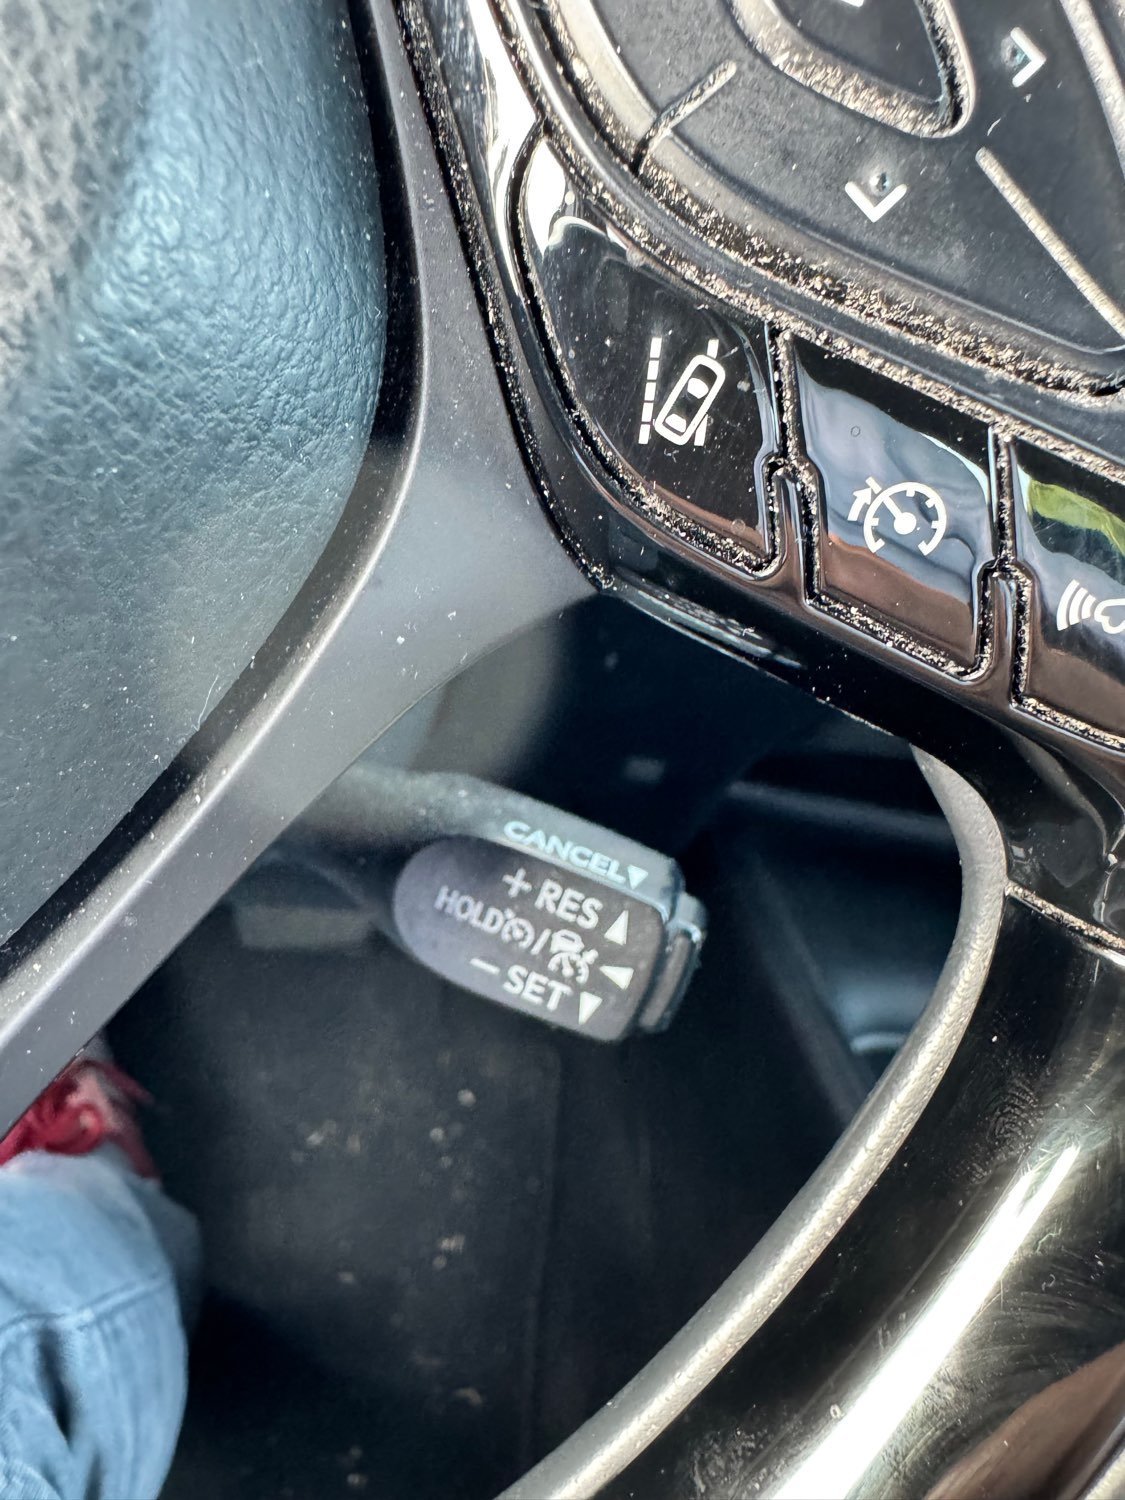 CANCEL▼
+ RES ▲
HOLD /
– SET ▼